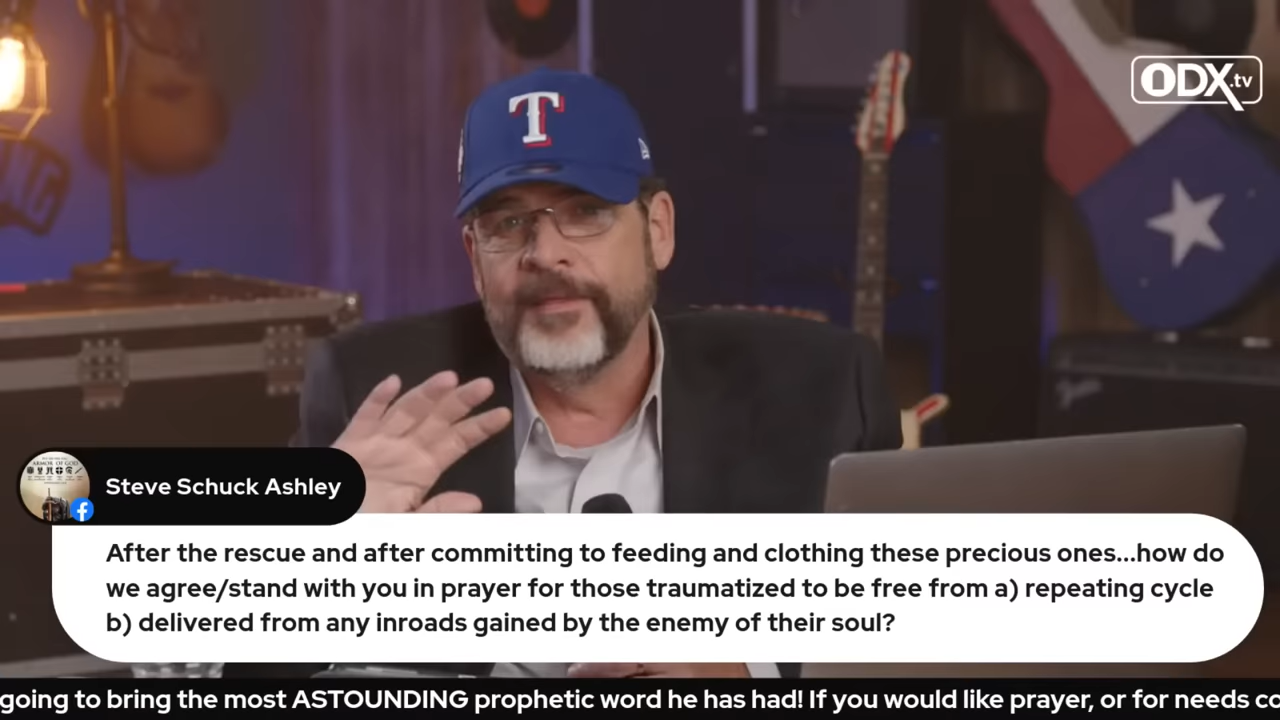 T
ODX.tv
ARMOR OF GOD
Steve Schuck Ashley
After the rescue and after committing to feeding and clothing these precious ones...how do
we agree/stand with you in prayer for those traumatized to be free from a) repeating cycle
b) delivered from any inroads gained by the enemy of their soul?
going to bring the most ASTOUNDING prophetic word he has had! If you would like prayer, or for needs co